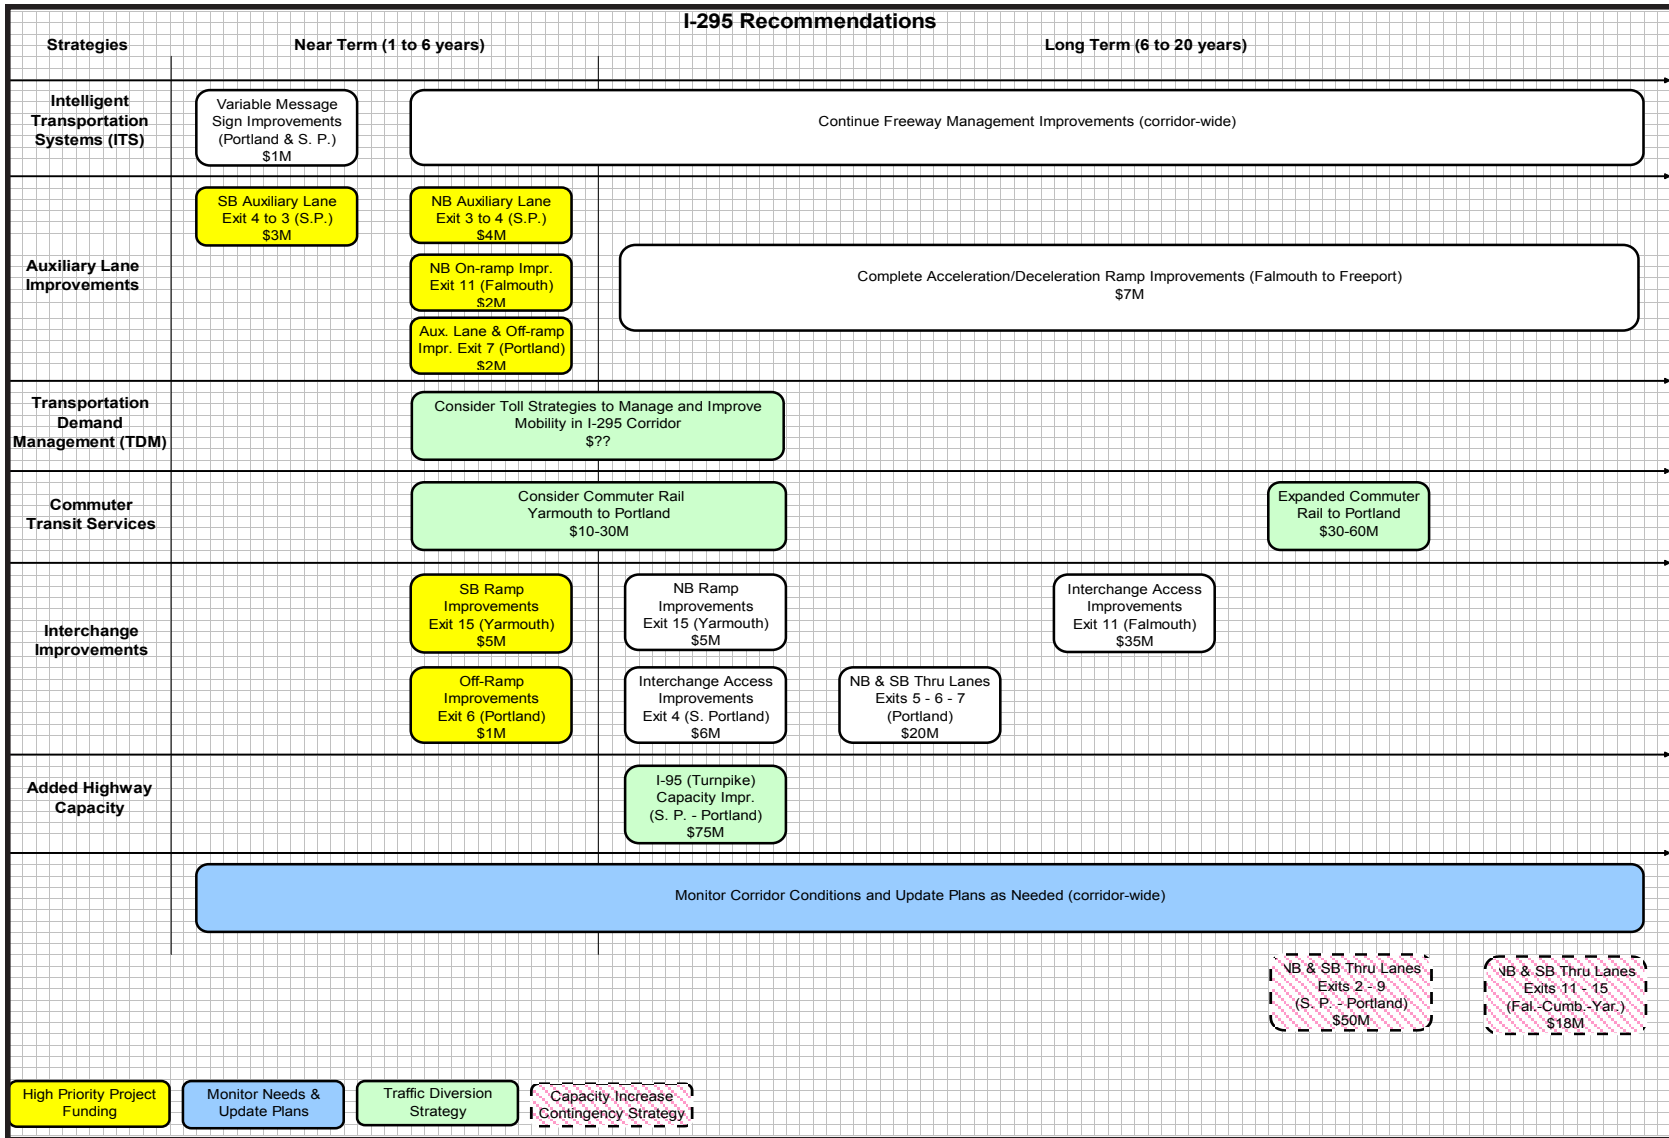 I-295 Recommendations
Strategies
Near Term (1 to 6 years)
Long Term (6 to 20 years)
Intelligent
Transportation
Systems (ITS)
Variable Message
Sign Improvements
(Portland & S. P.)
$1M
Continue Freeway Management Improvements (corridor-wide)
Auxiliary Lane
Improvements
SB Auxiliary Lane
Exit 4 to 3 (S.P.)
$3M
NB Auxiliary Lane
Exit 3 to 4 (S.P.)
$4M
NB On-ramp Impr.
Exit 11 (Falmouth)
$2M
Aux. Lane & Off-ramp
Impr. Exit 7 (Portland)
$2M
Complete Acceleration/Deceleration Ramp Improvements (Falmouth to Freeport)
$7M
Transportation
Demand
Management (TDM)
Consider Toll Strategies to Manage and Improve
Mobility in I-295 Corridor
$??
Commuter
Transit Services
Consider Commuter Rail
Yarmouth to Portland
$10-30M
Expanded Commuter
Rail to Portland
$30-60M
Interchange
Improvements
SB Ramp
Improvements
Exit 15 (Yarmouth)
$5M
NB Ramp
Improvements
Exit 15 (Yarmouth)
$5M
Interchange Access
Improvements
Exit 11 (Falmouth)
$35M
Off-Ramp
Improvements
Exit 6 (Portland)
$1M
Interchange Access
Improvements
Exit 4 (S. Portland)
$6M
NB & SB Thru Lanes
Exits 5 - 6 - 7
(Portland)
$20M
Added Highway
Capacity
I-95 (Turnpike)
Capacity Impr.
(S. P. - Portland)
$75M
Monitor Corridor Conditions and Update Plans as Needed (corridor-wide)
NB & SB Thru Lanes
Exits 2 - 9
(S. P. - Portland)
$50M
NB & SB Thru Lanes
Exits 11 - 15
(Fal.-Cumb.-Yar.)
$18M
High Priority Project
Funding
Monitor Needs &
Update Plans
Traffic Diversion
Strategy
Capacity Increase
Contingency Strategy